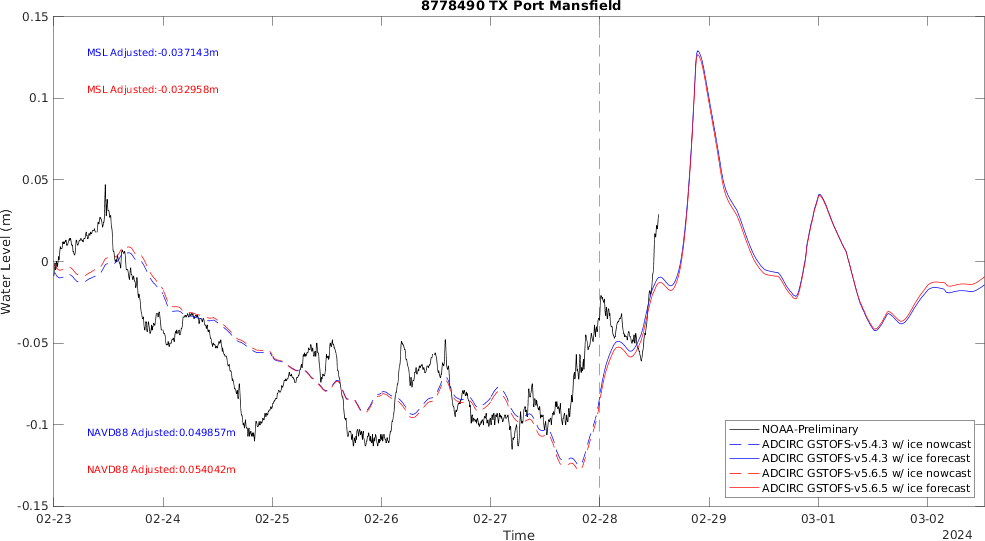 8778490 TX Port Mansfield
0.15
MSL Adjusted:-0.037143m
MSL Adjusted:-0.032958m
0.1
0.05
0
-0.05
-0.1
-0.15
Water Level (m)
NAVD88 Adjusted:0.049857m
NAVD88 Adjusted:0.054042m
NOAA-Preliminary
ADCIRC GSTOFS-v5.4.3 w/ ice nowcast
ADCIRC GSTOFS-v5.4.3 w/ ice forecast
ADCIRC GSTOFS-v5.6.5 w/ ice nowcast
ADCIRC GSTOFS-v5.6.5 w/ ice forecast
02-23 02-24 02-25 02-26 02-27 02-28 02-29 03-01 03-02
Time
2024